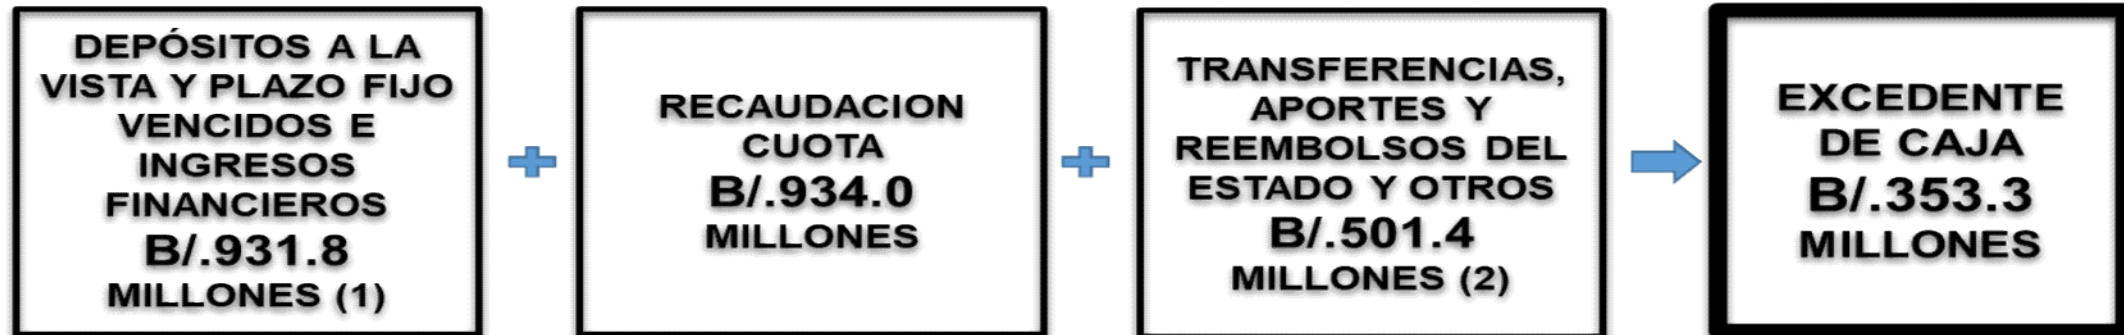 DEPÓSITOS A LA
VISTA Y PLAZO FIJO
VENCIDOS E
INGRESOS
FINANCIEROS
B/.931.8
MILLONES (1)
RECAUDACION
CUOTA
B/.934.0
MILLONES
TRANSFERENCIAS,
APORTES Y
REEMBOLSOS DEL
ESTADO Y OTROS
B/.501.4
MILLONES (2)
EXCEDENTE
DE CAJA
B/.353.3
MILLONES